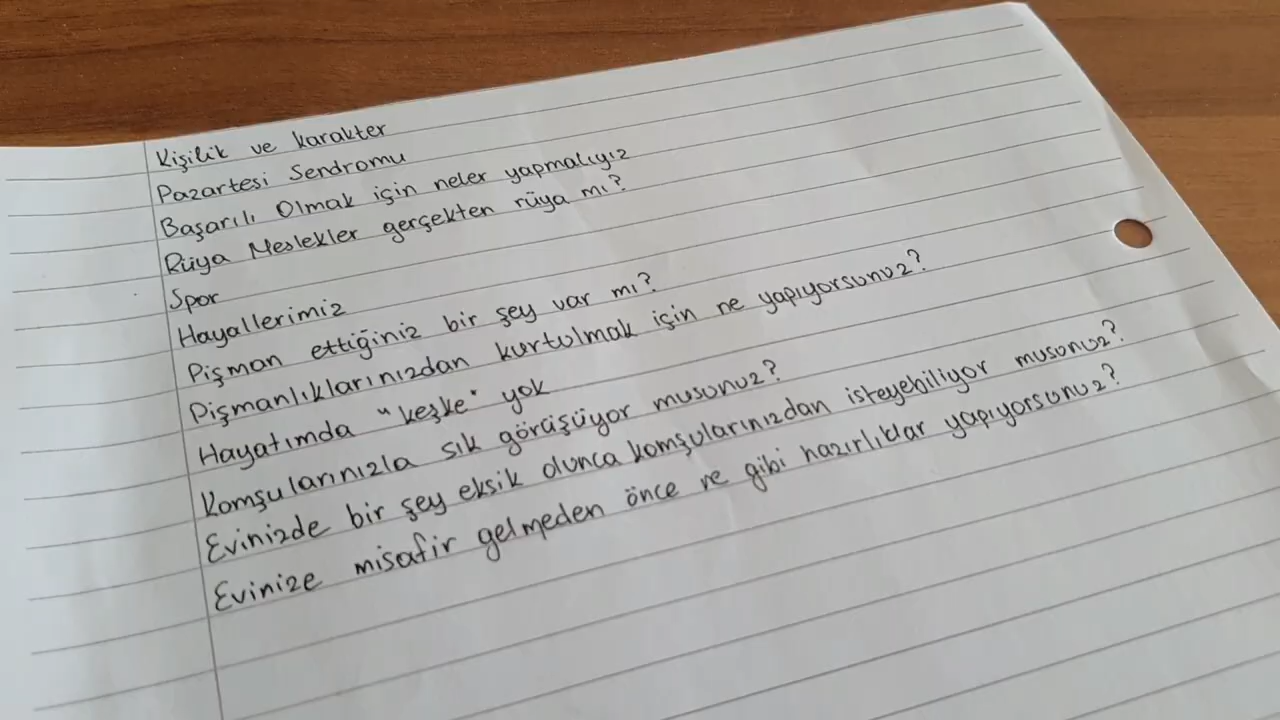 Kişilik ve karakter
Pazartesi Sendromu
Başarılı Olmak için neler yapmalıyız
Rüya Meslekler gerçekten rüya mı?
Spor
Hayallerimiz
Pişman ettiğiniz bir şey var mı?
Pişmanlıklarınızdan kurtulmak için ne yapıyorsunuz?
Hayatımda "keşke" yok
Komşularınızla sık görüşüyor musunuz?
Evinizde bir şey eksik olunca komşularınızdan isteyebiliyor musunuz?
Evinize misafir gelmeden önce ne gibi hazırlıklar yapıyorsunuz?